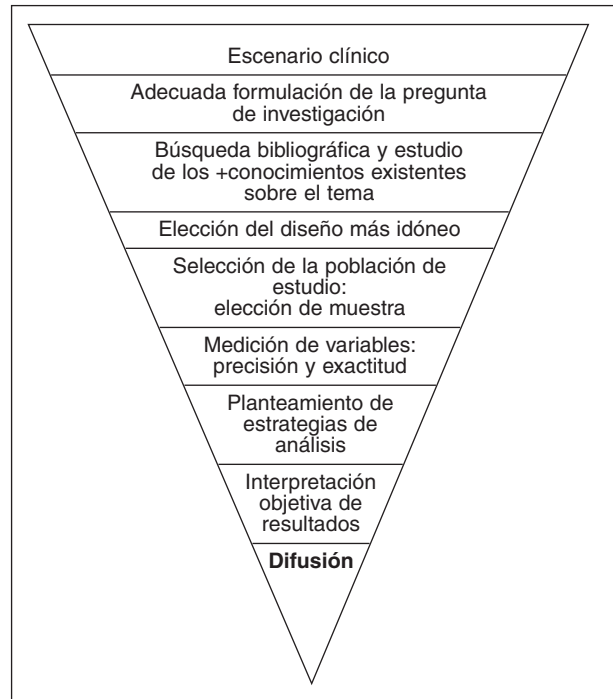 Escenario clínico
Adecuada formulación de la pregunta
de investigación
Búsqueda bibliográfica y estudio
de los +conocimientos existentes
sobre el tema
Elección del diseño más idóneo
Selección de la población de
estudio:
elección de muestra
Medición de variables:
precisión y exactitud
Planteamiento de
estrategias de
análisis
Interpretación
objetiva de
resultados
Difusión